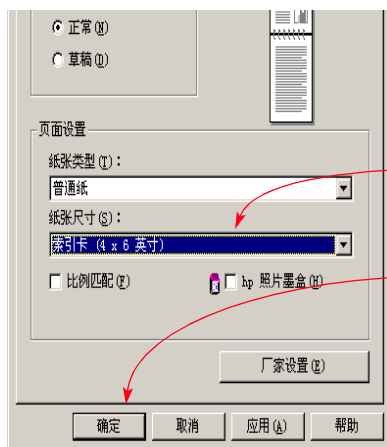 正常(N)
草稿(D)
页面设置
纸张类型(T):
普通纸
纸张尺寸(S):
索引卡 (4 x 6 英寸)
比例匹配(F) hp 照片墨盒(H)
厂家设置(E)
确定 取消 应用(A) 帮助